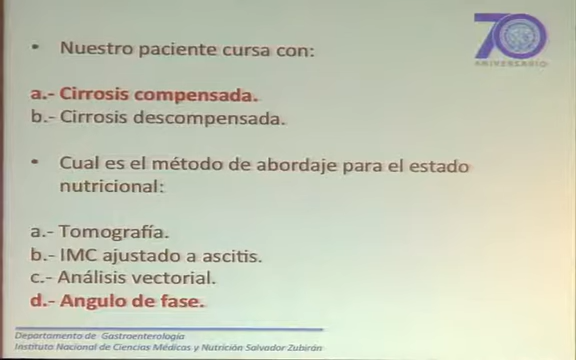 70
ANIVERSARIO
• Nuestro paciente cursa con:
a.- Cirrosis compensada.
b.- Cirrosis descompensada.
• Cual es el método de abordaje para el estado
nutricional:
a.- Tomografía.
b.- IMC ajustado a ascitis.
c.- Análisis vectorial.
d.- Angulo de fase.
Departamento de Gastroenterología
Instituto Nacional de Ciencias Médicas y Nutrición Salvador Zubirán